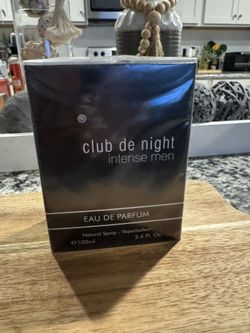 club de night
intense men
EAU DE PARFUM
Natural Spray - Vaporisateur
℮100ml 3.4 fl. Oz